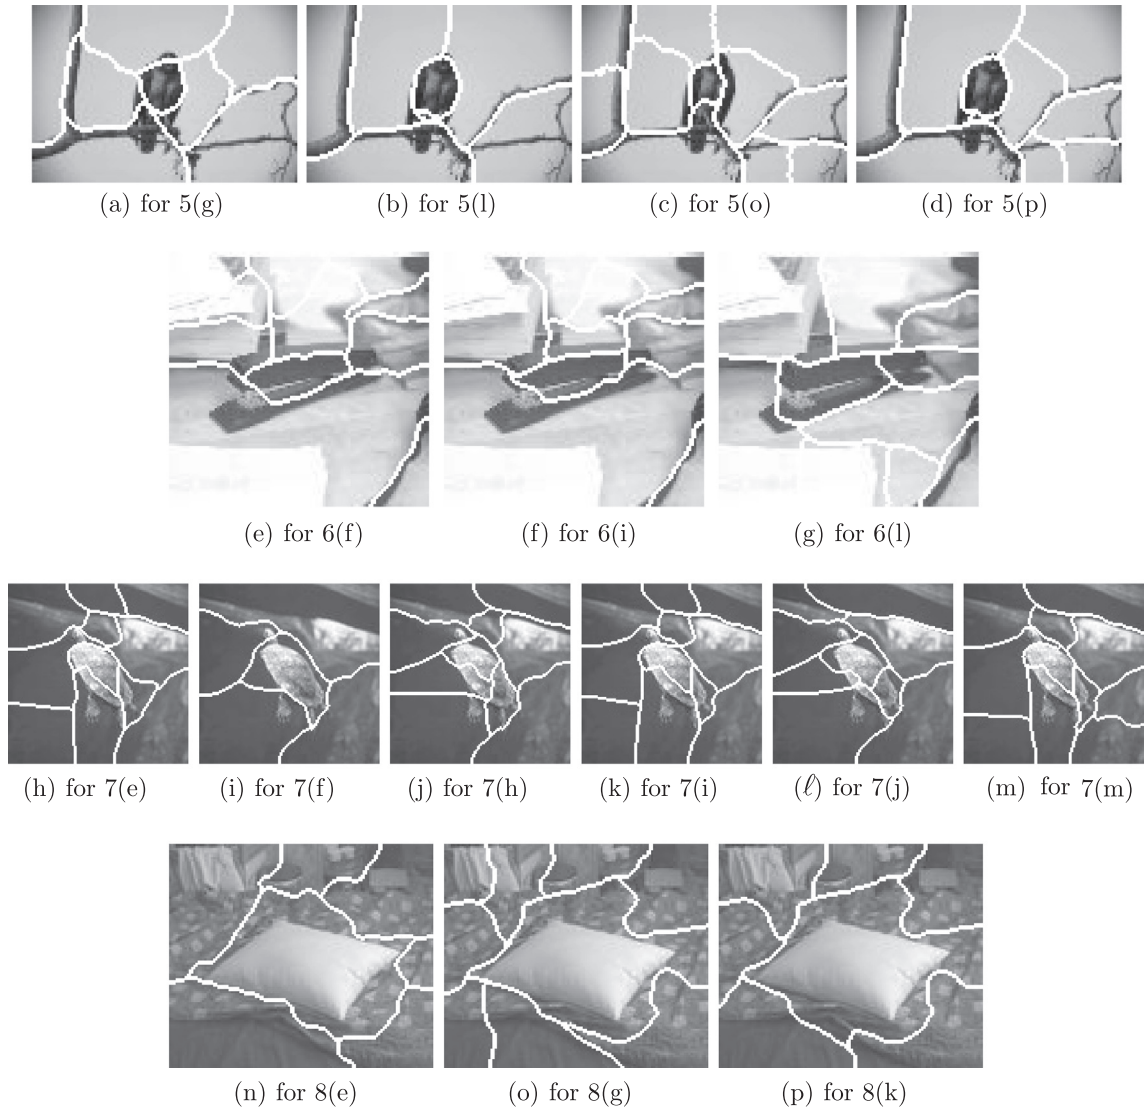 (a) for 5(g) (b) for 5(l) (c) for 5(o) (d) for 5(p)
(e) for 6(f) (f) for 6(i) (g) for 6(l)
(h) for 7(e) (i) for 7(f) (j) for 7(h) (k) for 7(i) (ℓ) for 7(j) (m) for 7(m)
(n) for 8(e) (o) for 8(g) (p) for 8(k)